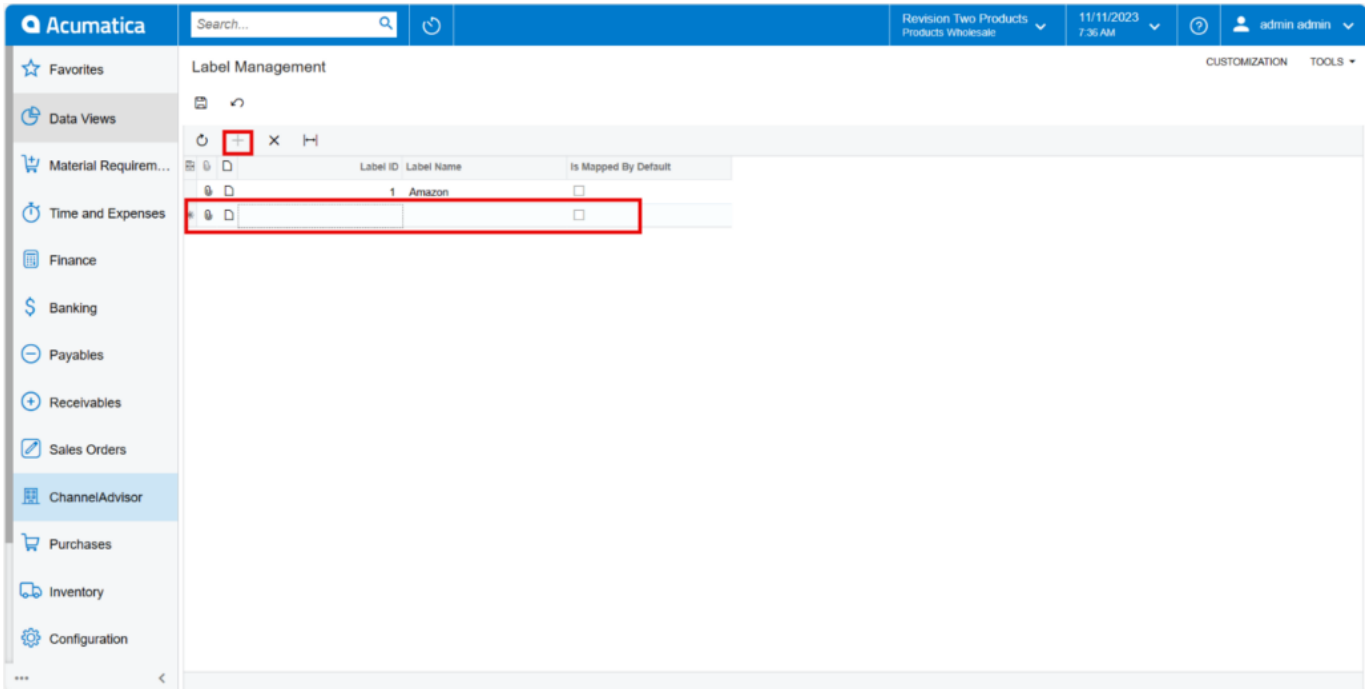 Acumatica
Search...
Revision Two Products
Products Wholesale
11/11/2023
7:36 AM
admin admin
Favorites
Data Views
Material Requirem...
Time and Expenses
Finance
Banking
Payables
Receivables
Sales Orders
ChannelAdvisor
Purchases
Inventory
Configuration
Label Management
CUSTOMIZATION TOOLS
Label ID Label Name Is Mapped By Default
1 Amazon